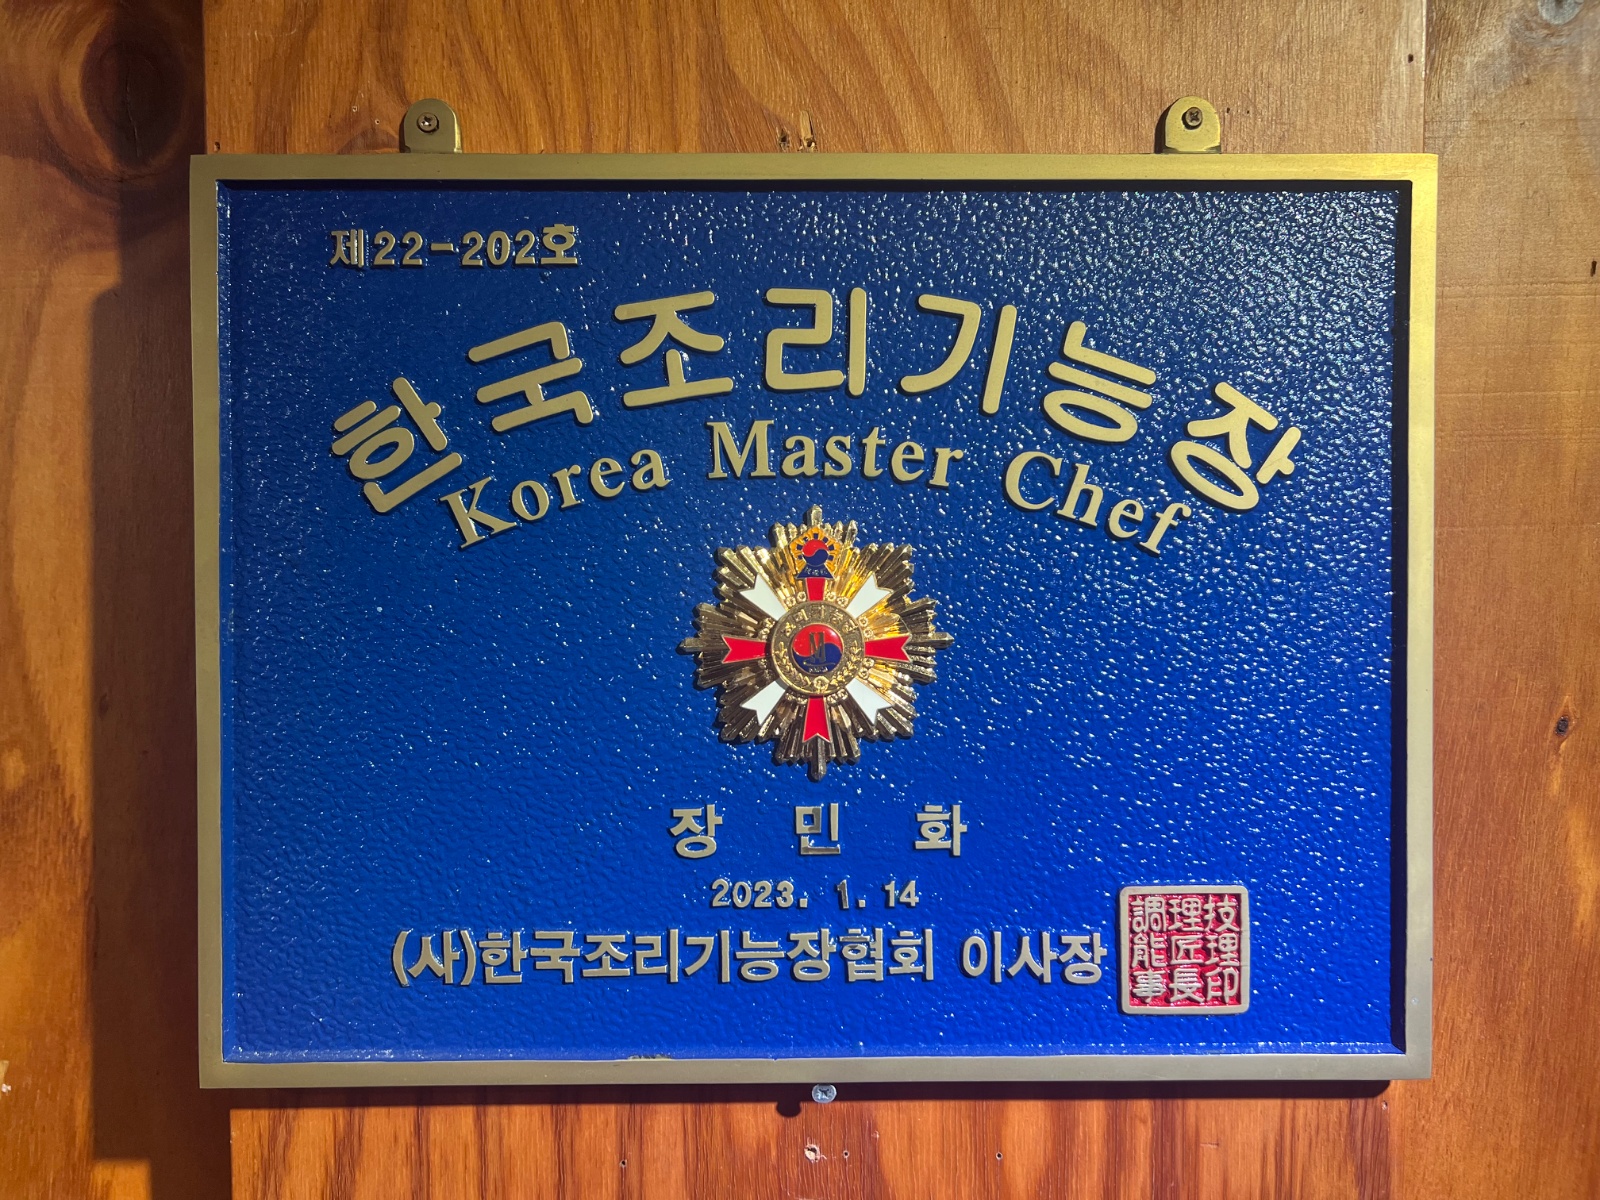 제22-202호
한국조리기능장
Korea Master Chef
장 민 화
2023. 1. 14
(사)한국조리기능장협회 이사장
調理技
能匠理
事長印